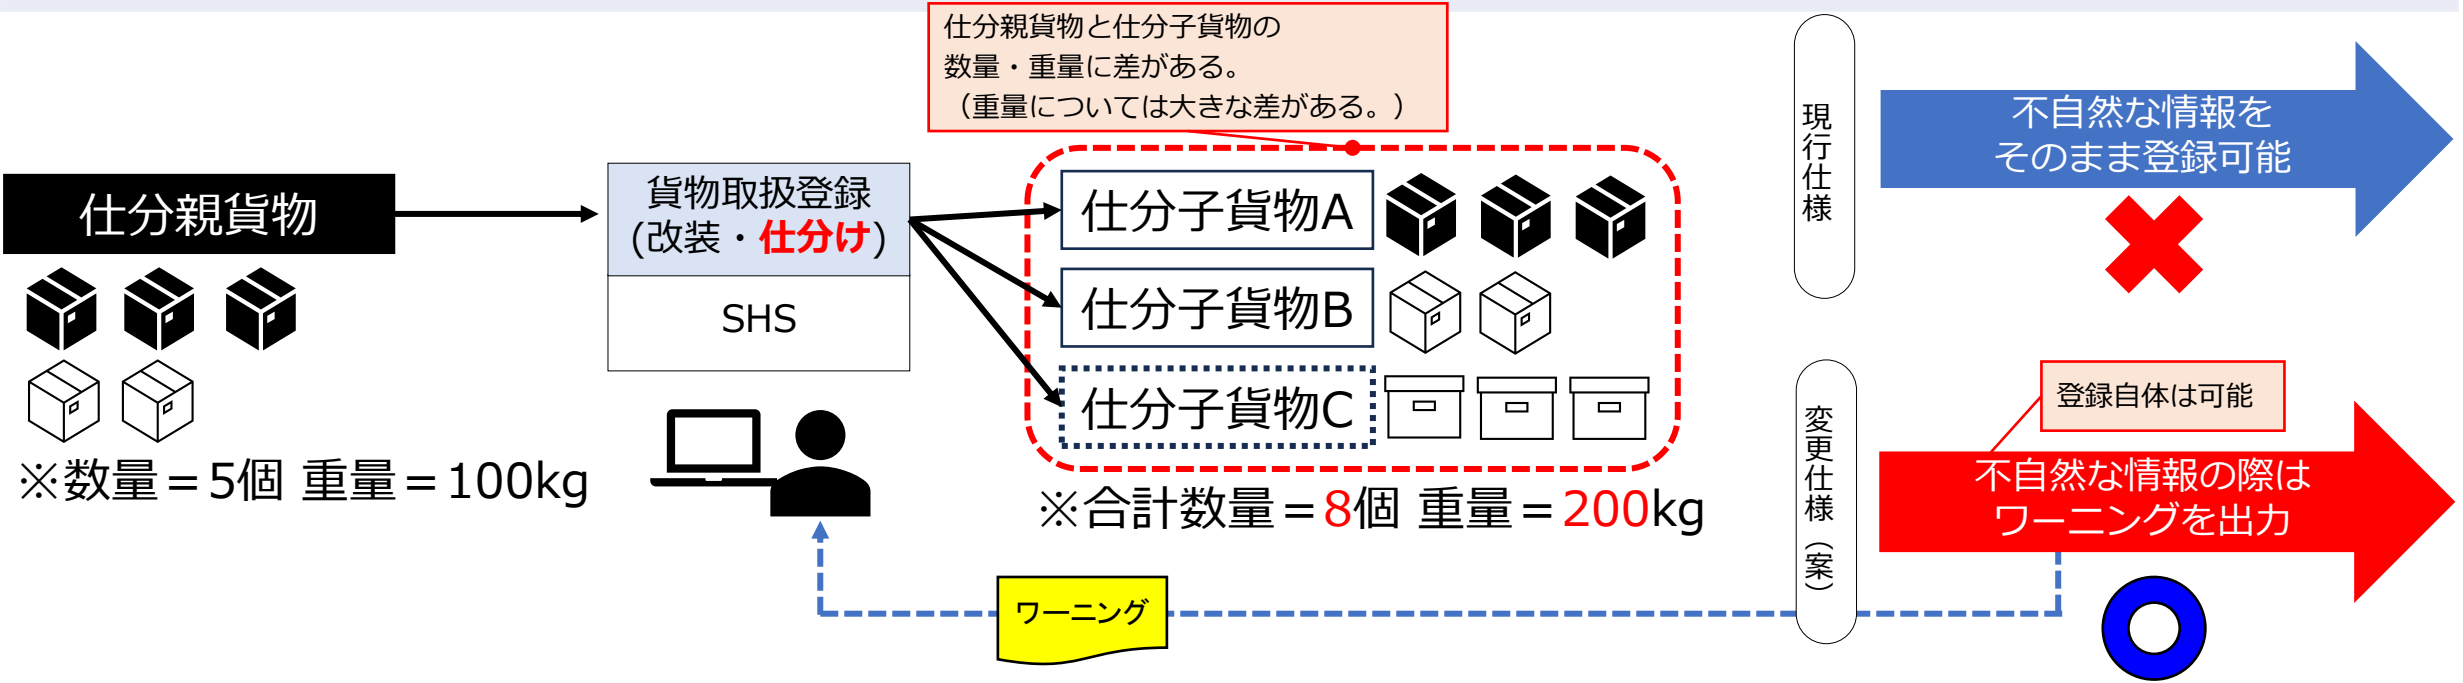 仕分親貨物と仕分子貨物の
数量・重量に差がある。
（重量については大きな差がある。）
仕分親貨物
※数量＝5個 重量＝100kg
貨物取扱登録
(改装・仕分け)
SHS
仕分子貨物A
仕分子貨物B
仕分子貨物C
※合計数量＝8個 重量＝200kg
ワーニング
現行仕様
不自然な情報を
そのまま登録可能
変更仕様（案）
登録自体は可能
不自然な情報の際は
ワーニングを出力